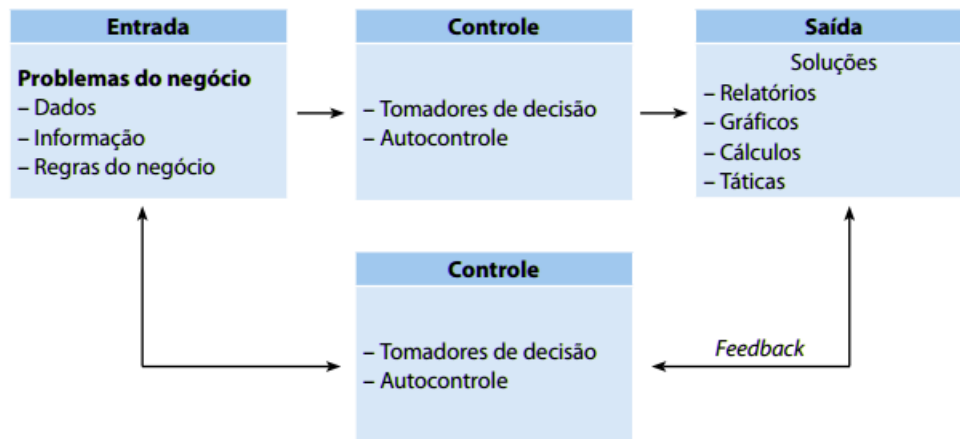 Entrada
Problemas do negócio
– Dados
– Informação
– Regras do negócio
Controle
– Tomadores de decisão
– Autocontrole
Saída
Soluções
– Relatórios
– Gráficos
– Cálculos
– Táticas
Controle
– Tomadores de decisão
– Autocontrole
Feedback